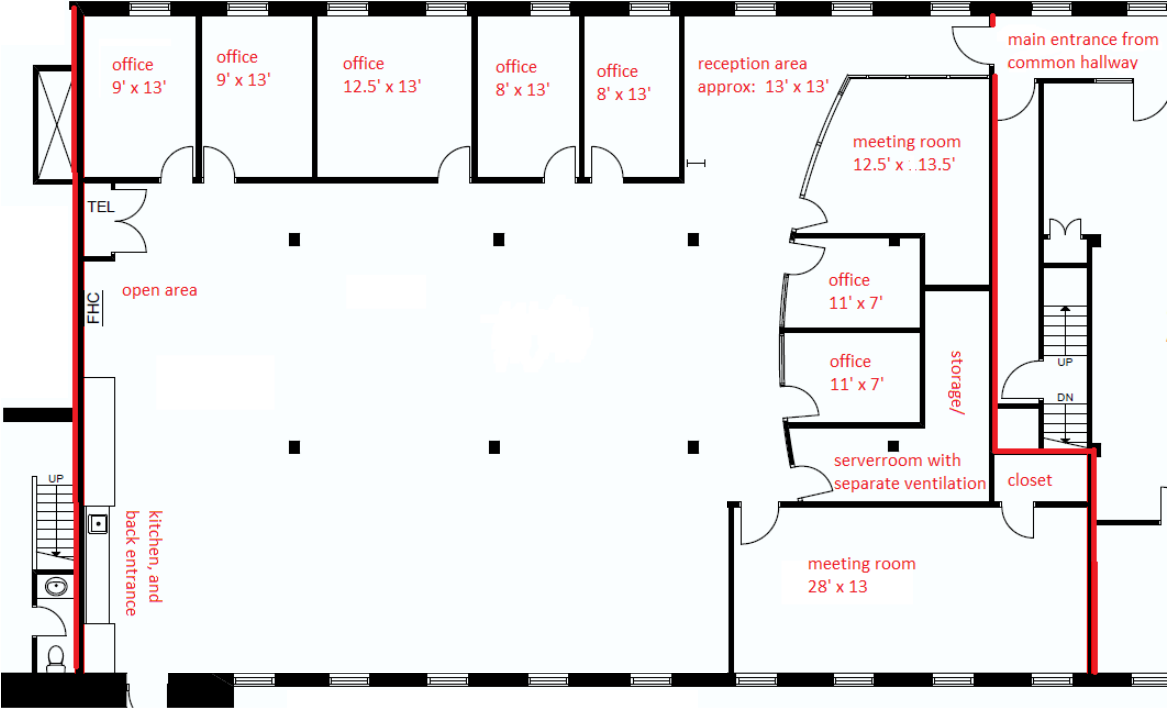 office
9' x 13'
office
9' x 13'
office
12.5' x 13'
office
8' x 13'
office
8' x 13'
reception area
approx: 13' x 13'
main entrance from
common hallway
meeting room
12.5' x . .13.5'
TEL
open area
FHC
office
11' x 7'
office
11' x 7'
storage/
serverroom with
separate ventilation
closet
UP
DN
UP
kitchen, and
back entrance
meeting room
28' x 13